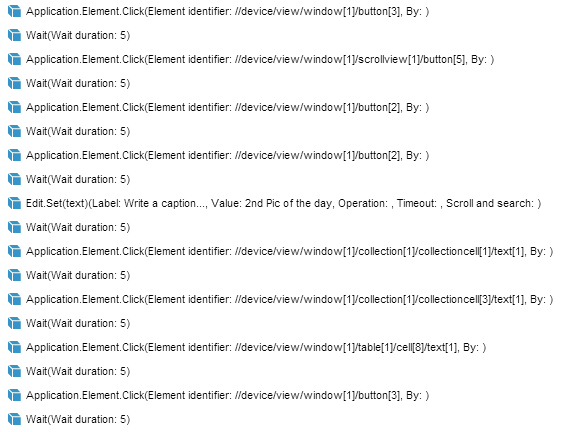 Application.Element.Click(Element identifier: //device/view/window[1]/button[3], By: )
Wait(Wait duration: 5)
Application.Element.Click(Element identifier: //device/view/window[1]/scrollview[1]/button[5], By: )
Wait(Wait duration: 5)
Application.Element.Click(Element identifier: //device/view/window[1]/button[2], By: )
Wait(Wait duration: 5)
Application.Element.Click(Element identifier: //device/view/window[1]/button[2], By: )
Wait(Wait duration: 5)
Edit.Set(text)(Label: Write a caption..., Value: 2nd Pic of the day, Operation: , Timeout: , Scroll and search: )
Wait(Wait duration: 5)
Application.Element.Click(Element identifier: //device/view/window[1]/collection[1]/collectioncell[1]/text[1], By: )
Wait(Wait duration: 5)
Application.Element.Click(Element identifier: //device/view/window[1]/collection[1]/collectioncell[3]/text[1], By: )
Wait(Wait duration: 5)
Application.Element.Click(Element identifier: //device/view/window[1]/table[1]/cell[8]/text[1], By: )
Wait(Wait duration: 5)
Application.Element.Click(Element identifier: //device/view/window[1]/button[3], By: )
Wait(Wait duration: 5)